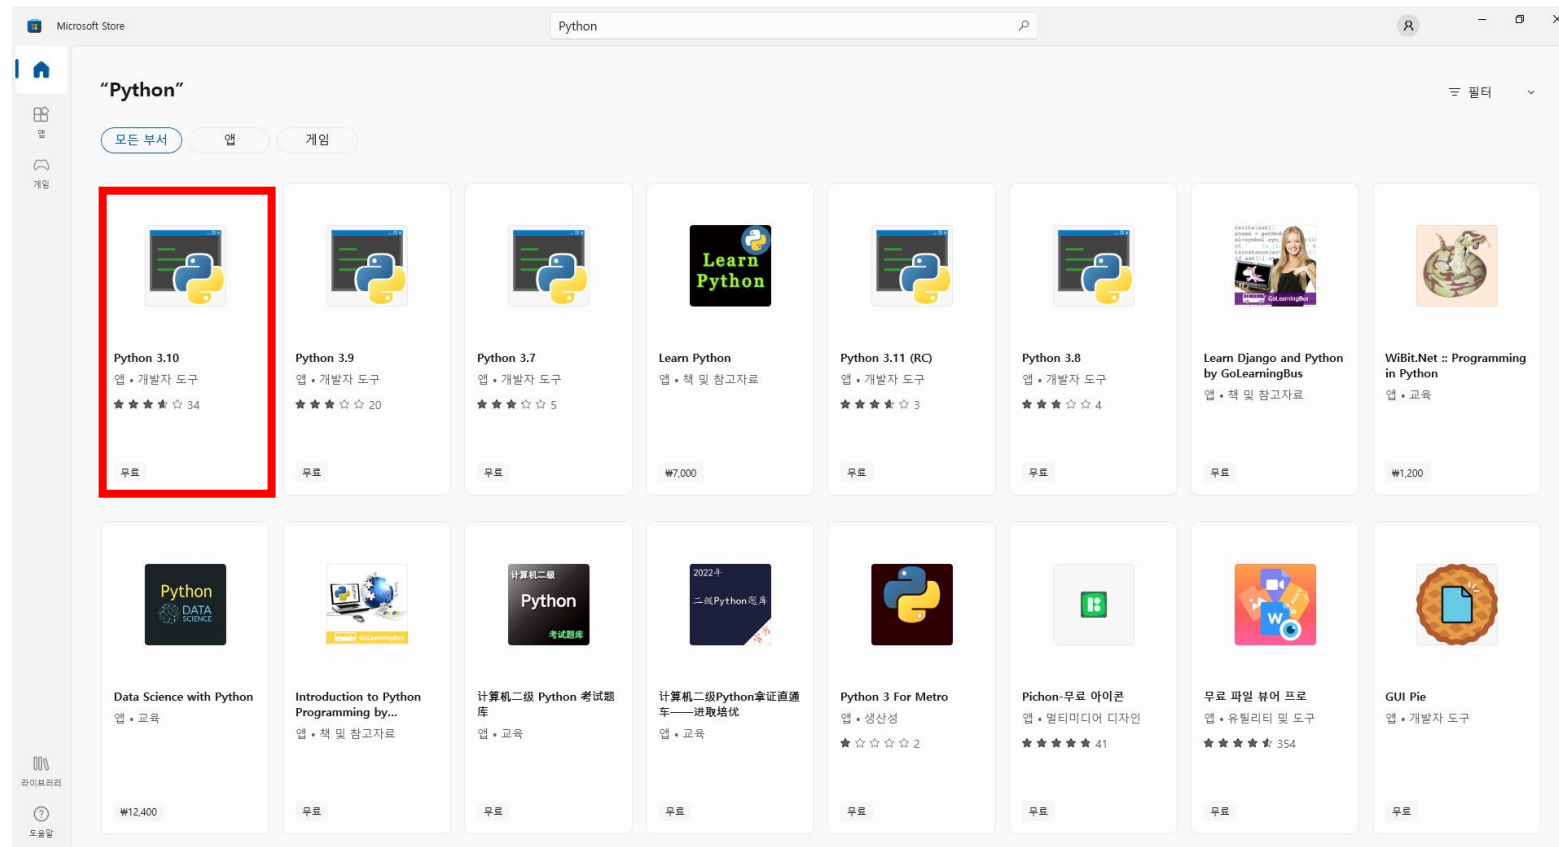 Microsoft Store
Python
“Python”
필터
모든 부서
앱
게임
앱
게임
Python 3.10
앱 • 개발자 도구
34
무료
Python 3.9
앱 • 개발자 도구
20
무료
Python 3.7
앱 • 개발자 도구
5
무료
Learn
Python
Learn Python
앱 • 책 및 참고자료
₩7,000
Python 3.11 (RC)
앱 • 개발자 도구
3
무료
Python 3.8
앱 • 개발자 도구
4
무료
GoLearningBus
Learn Django and Python
by GoLearningBus
앱 • 책 및 참고자료
무료
WiBit.Net :: Programming
in Python
앱 • 교육
₩1,200
Python
DATA
SCIENCE
Data Science with Python
앱 • 교육
₩12,400
GoLearningBus
Introduction to Python
Programming by...
앱 • 책 및 참고자료
무료
计算机二级
Python
考试题库
计算机二级 Python 考试题
库
앱 • 교육
무료
2022年
二级Python题库
官方
计算机二级Python拿证直通
车——进取培优
앱 • 교육
무료
Python 3 For Metro
앱 • 생산성
2
무료
Pichon-무료 아이콘
앱 • 멀티미디어 디자인
41
무료
W
무료 파일 뷰어 프로
앱 • 유틸리티 및 도구
354
무료
GUI Pie
앱 • 개발자 도구
무료
라이브러리
도움말